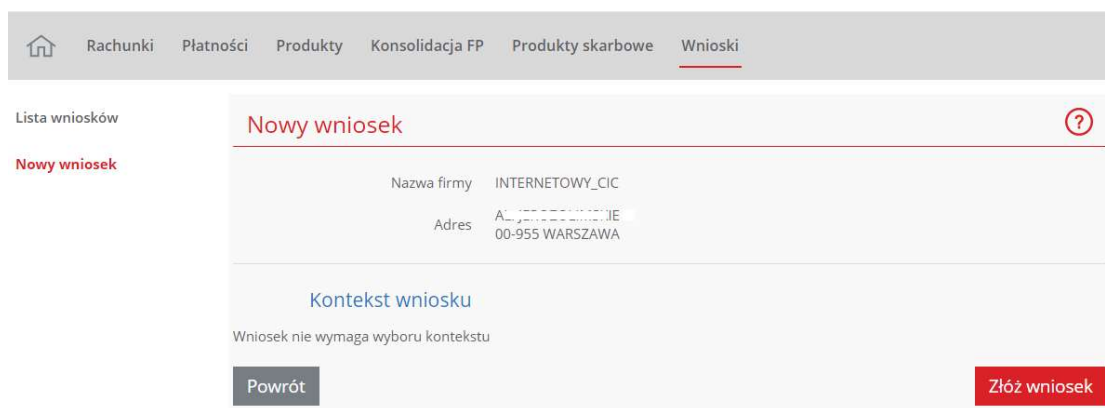 Rachunki Płatności Produkty Konsolidacja FP Produkty skarbowe Wnioski
Lista wniosków
Nowy wniosek
Nowy wniosek ?
Nazwa firmy INTERNETOWY_CIC
Adres
00-955 WARSZAWA
Kontekst wniosku
Wniosek nie wymaga wyboru kontekstu
Powrót Złóż wniosek